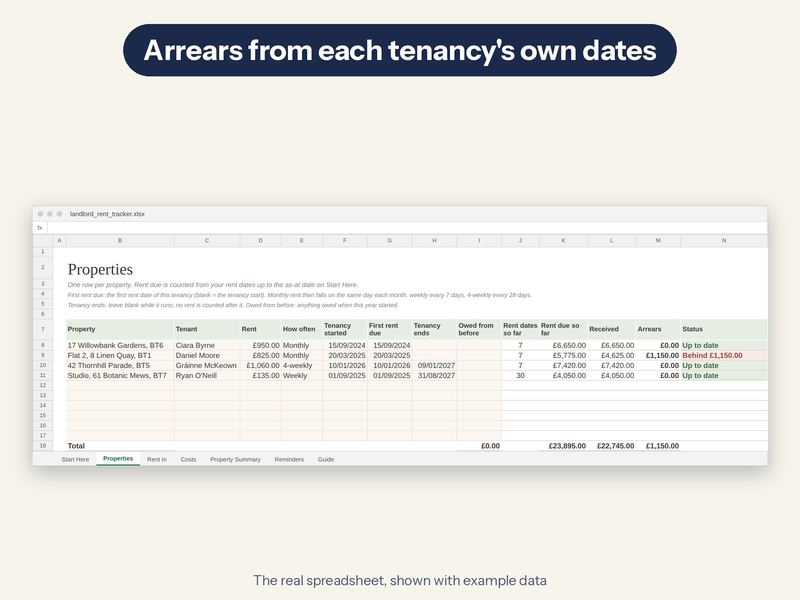 Arrears from each tenancy's own dates
landlord_rent_tracker.xlsx
fx
A B C D E F G H I J K L M N
1
2 Properties
3 One row per property. Rent due is counted from your rent dates up to the as-at date on Start Here.
4 First rent due: the first rent date of this tenancy (blank = the tenancy start). Monthly rent then falls on the same day each month, weekly every 7 days, 4-weekly every 28 days.
5 Tenancy ends: leave blank while it runs; no rent is counted after it. Owed from before: anything owed when this year started.
6
7 Property Tenant Rent How often Tenancy started First rent due Tenancy ends Owed from before Rent dates so far Rent due so far Received Arrears Status
8 17 Willowbank Gardens, BT6 Ciara Byrne £950.00 Monthly 15/09/2024 15/09/2024 7 £6,650.00 £6,650.00 £0.00 Up to date
9 Flat 2, 8 Linen Quay, BT1 Daniel Moore £825.00 Monthly 20/03/2025 20/03/2025 7 £5,775.00 £4,625.00 £1,150.00 Behind £1,150.00
10 42 Thornhill Parade, BT5 Gráinne McKeown £1,060.00 4-weekly 10/01/2026 10/01/2026 09/01/2027 7 £7,420.00 £7,420.00 £0.00 Up to date
11 Studio, 61 Botanic Mews, BT7 Ryan O'Neill £135.00 Weekly 01/09/2025 01/09/2025 31/08/2027 30 £4,050.00 £4,050.00 £0.00 Up to date
12
13
14
15
16
17
18 Total £0.00 £23,895.00 £22,745.00 £1,150.00
Start Here Properties Rent In Costs Property Summary Reminders Guide
The real spreadsheet, shown with example data